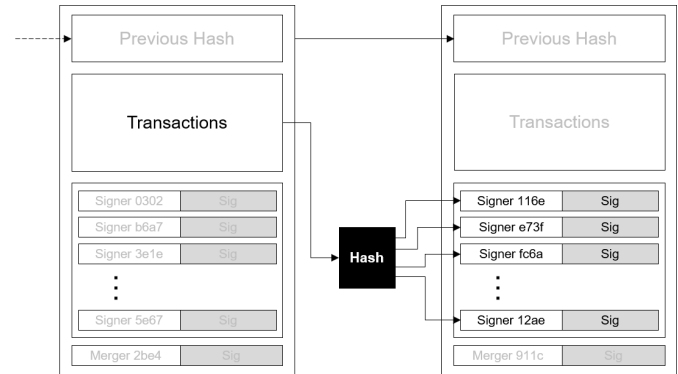 Previous Hash
Transactions
Signer 0302 Sig
Signer b6a7 Sig
Signer 3e1e Sig
Signer 5e67 Sig
Merger 2be4 Sig
Hash
Previous Hash
Transactions
Signer 116e Sig
Signer e73f Sig
Signer fc6a Sig
Signer 12ae Sig
Merger 911c Sig